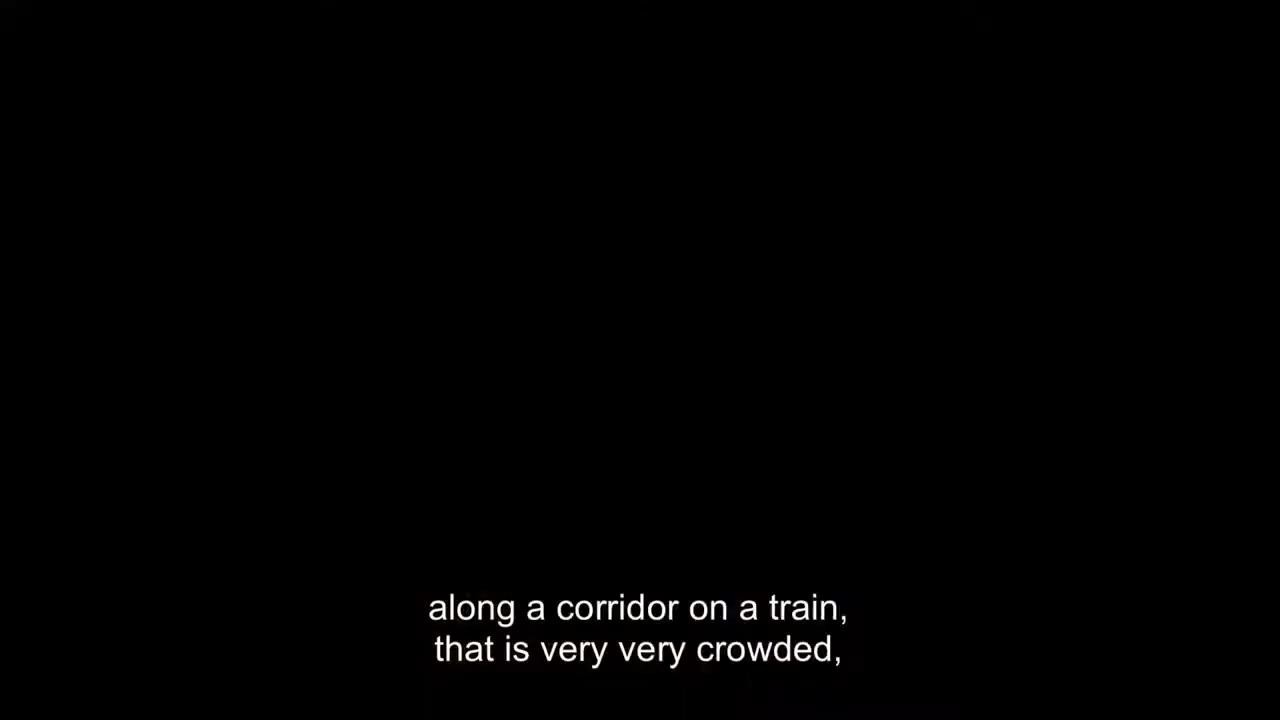 along a corridor on a train,
that is very very crowded,